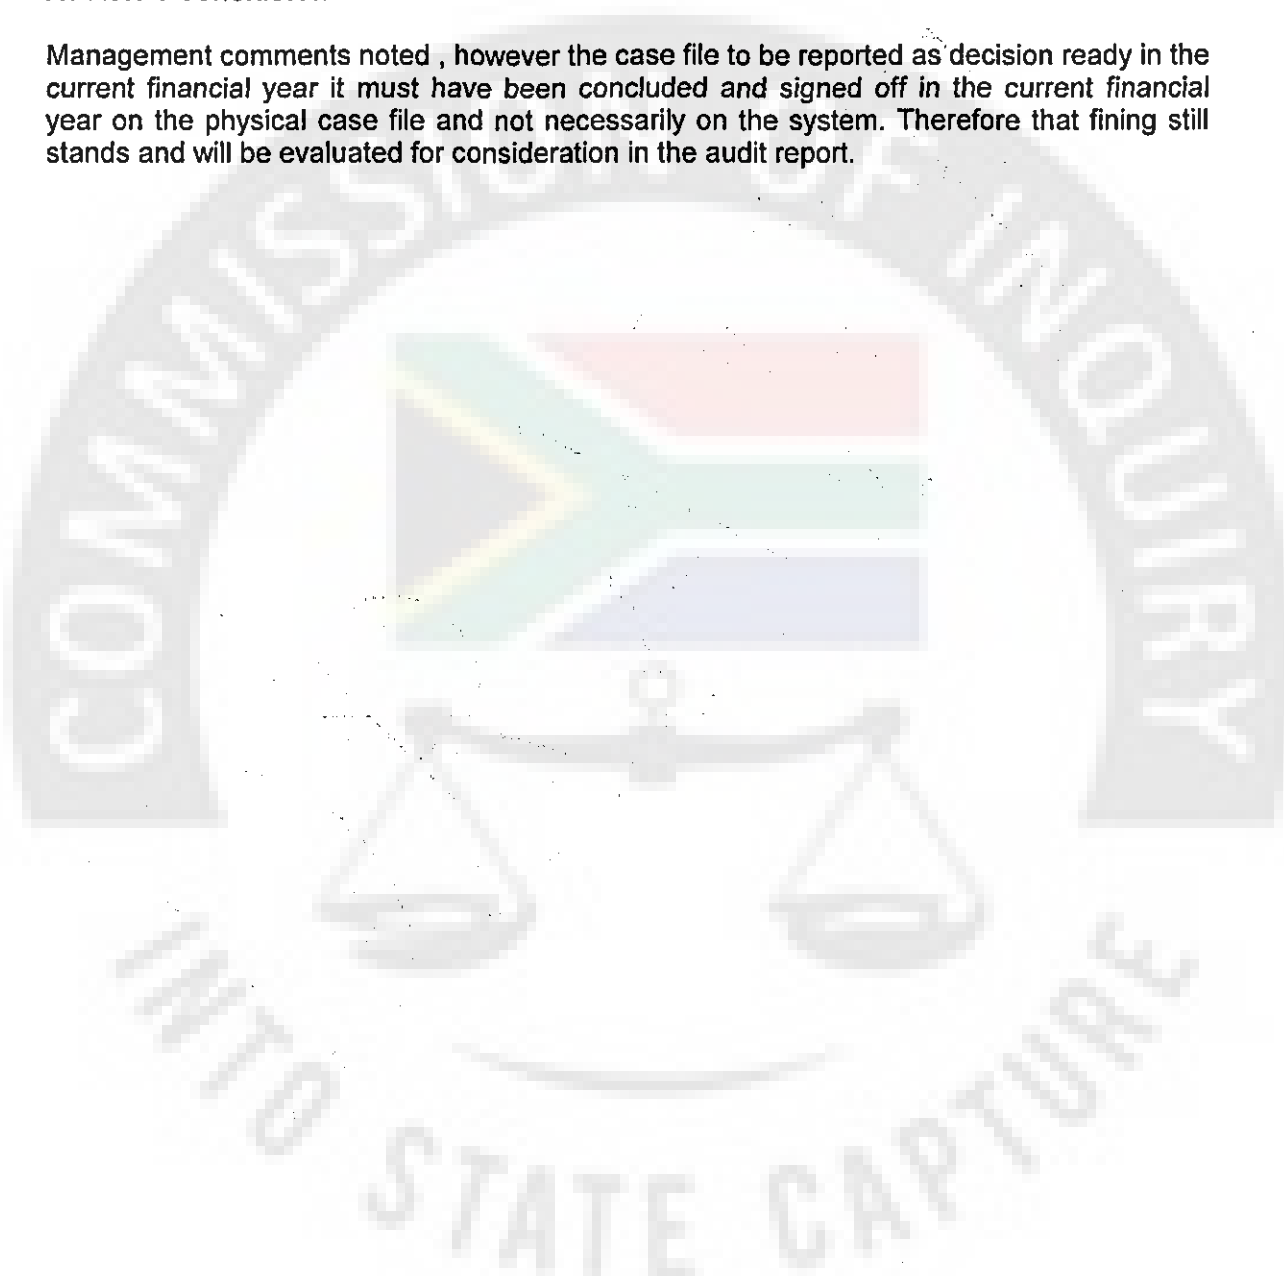 Management comments noted , however the case file to be reported as decision ready in the
current financial year it must have been concluded and signed off in the current financial
year on the physical case file and not necessarily on the system. Therefore that fining still
stands and will be evaluated for consideration in the audit report.
COMMISSION OF INQUIRY
INTO STATE CAPTURE